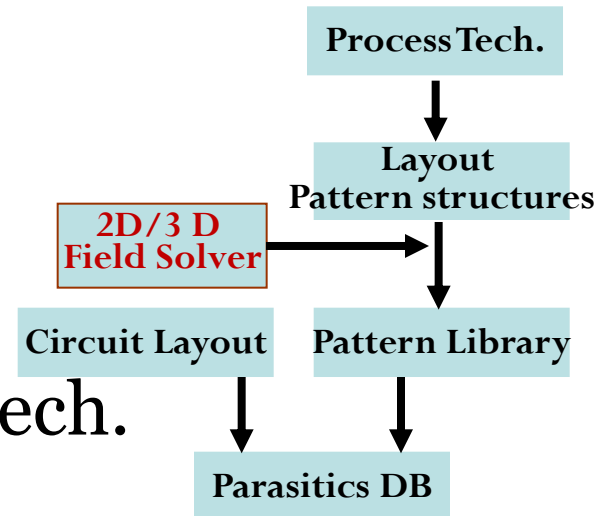 Process Tech.
Layout
Pattern structures
2D/3 D
Field Solver
Circuit Layout
Pattern Library
ech.
Parasitics DB